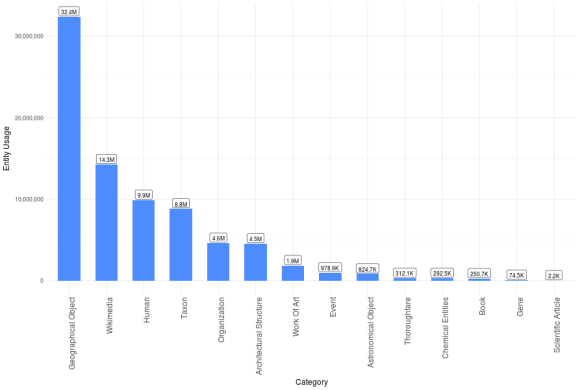 Entity Usage
30,000,000
20,000,000
10,000,000
0
32.4M
14.3M
9.9M
8.8M
4.6M
4.5M
1.9M
978.9K
824.7K
312.1K
292.5K
250.7K
74.5K
2.2K
Geographical Object
Wikimedia
Human
Taxon
Organization
Architectural Structure
Work Of Art
Event
Astronomical Object
Thoroughfare
Chemical Entities
Book
Gene
Scientific Article
Category